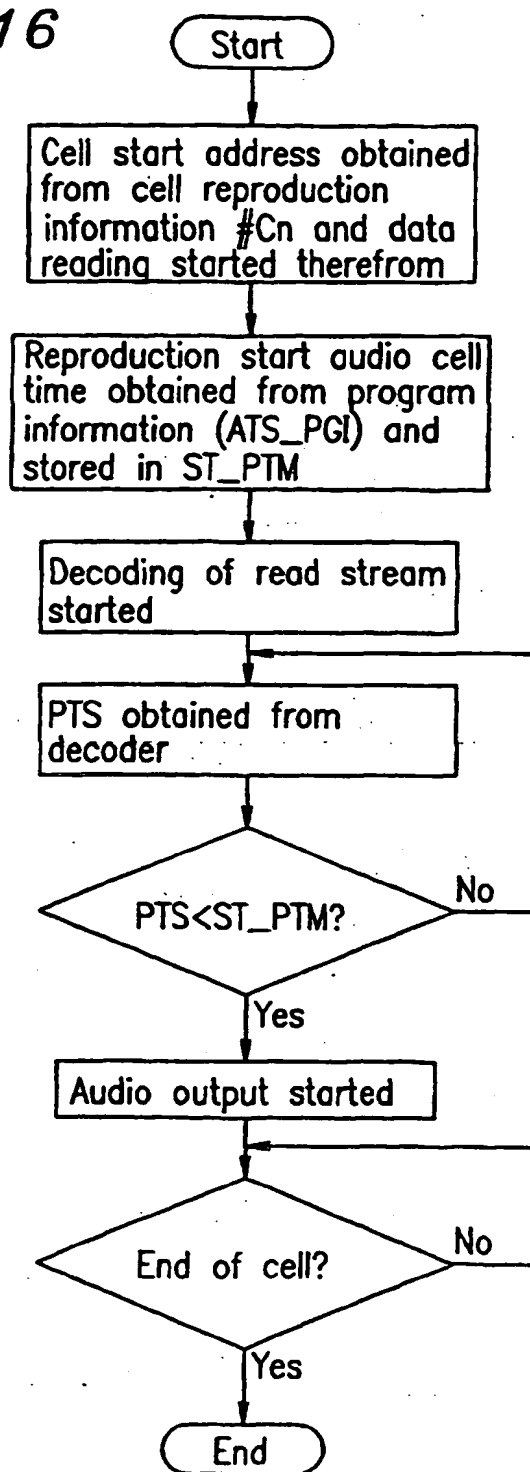 16
Start
Cell start address obtained
from cell reproduction
information #Cn and data
reading started therefrom
Reproduction start audio cell
time obtained from program
information (ATS_PGI) and
stored in ST_PTM
Decoding of read stream
started
PTS obtained from
decoder
PTS<ST_PTM?
No
Yes
Audio output started
End of cell?
No
Yes
End